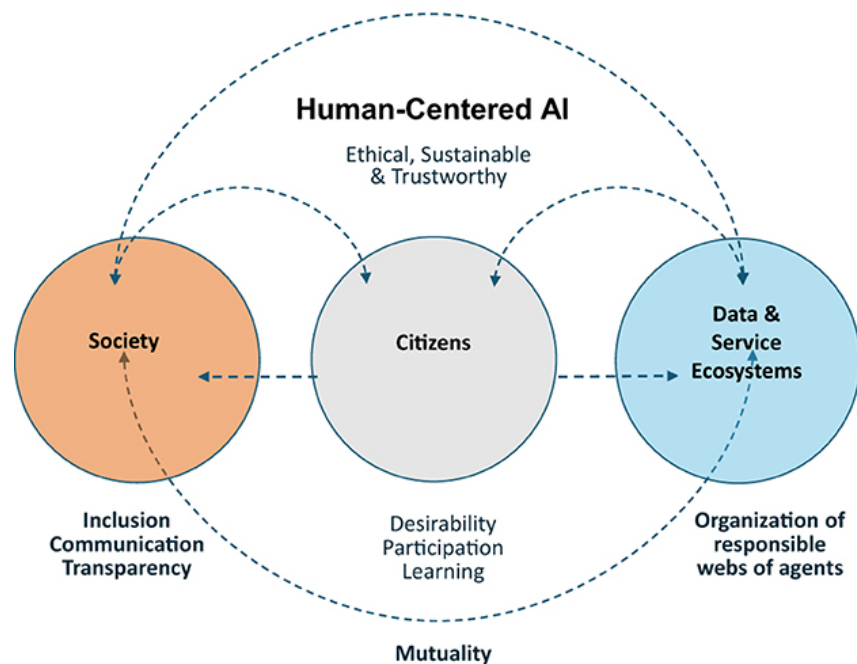 Human-Centered AI
Ethical, Sustainable
& Trustworthy
Society
Citizens
Data &
Service
Ecosystems
Inclusion
Communication
Transparency
Desirability
Participation
Learning
Organization of
responsible
webs of agents
Mutuality